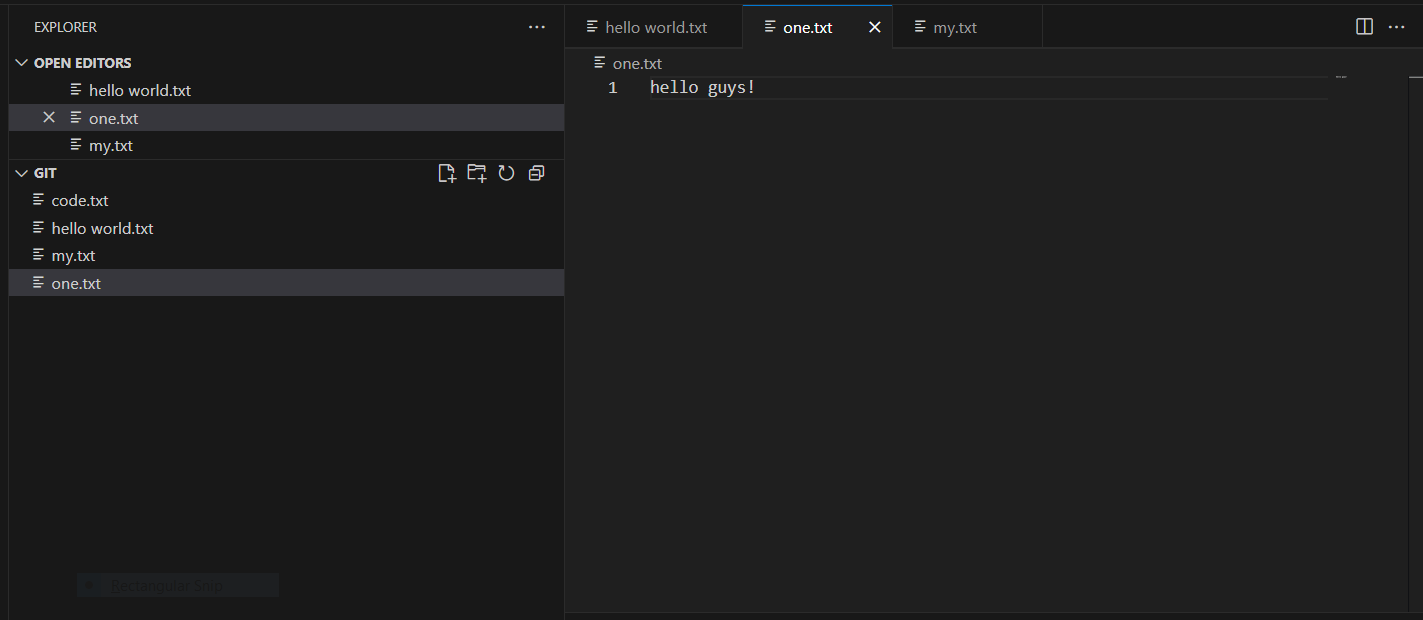 EXPLORER
OPEN EDITORS
hello world.txt
one.txt
my.txt
GIT
code.txt
hello world.txt
my.txt
one.txt
Rectangular Snip
hello world.txt
one.txt
my.txt
one.txt
1 hello guys!